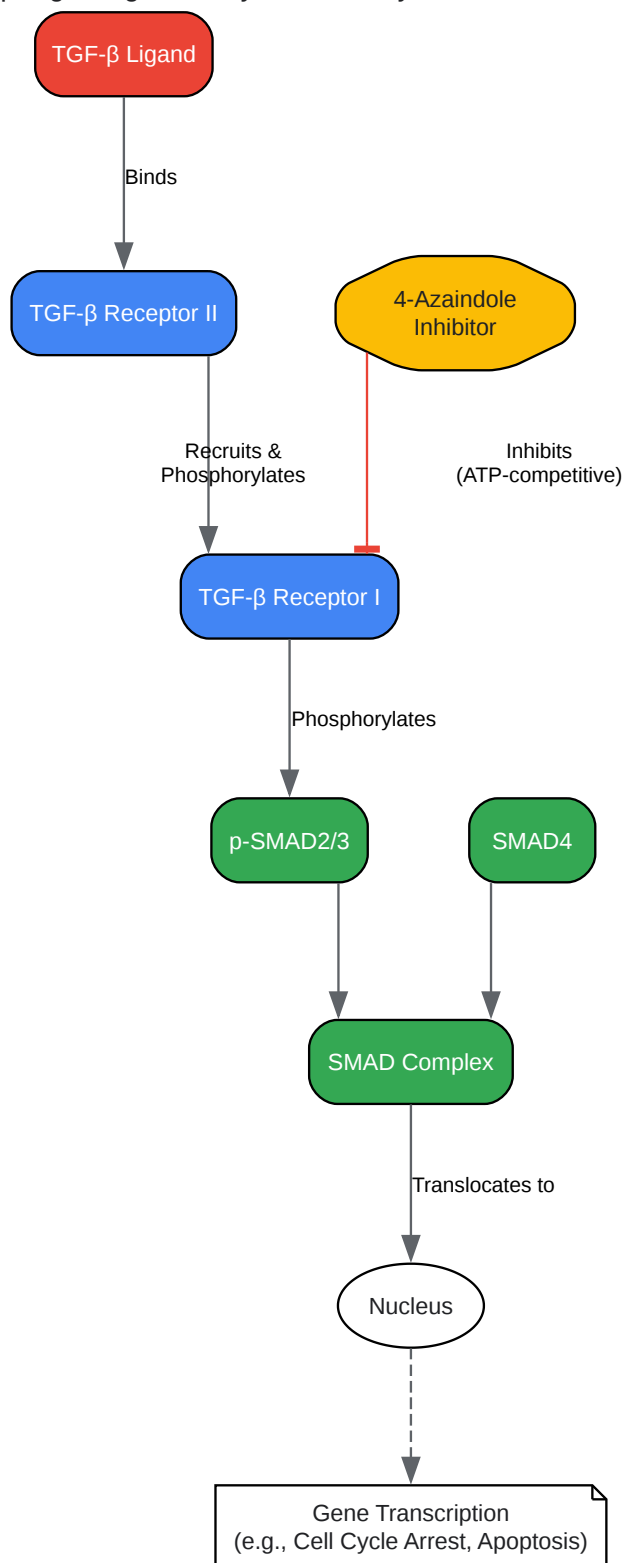 TGF-β Ligand
Binds
TGF-β Receptor II
4-Azaindole
Inhibitor
Recruits &
Phosphorylates
Inhibits
(ATP-competitive)
TGF-β Receptor I
Phosphorylates
p-SMAD2/3
SMAD4
SMAD Complex
Translocates to
Nucleus
Gene Transcription
(e.g., Cell Cycle Arrest, Apoptosis)